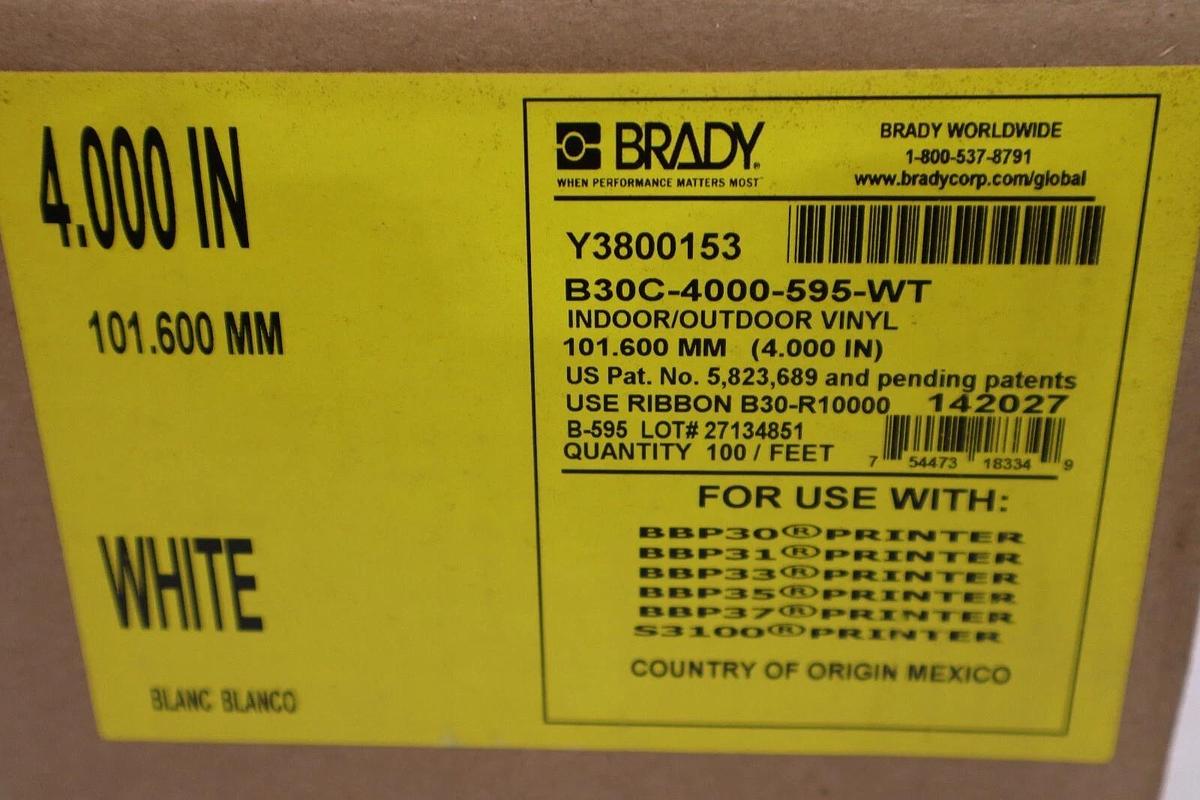 4.000 IN
101.600 MM
WHITE
BLANC BLANCO
BRADY®
WHEN PERFORMANCE MATTERS MOST™
BRADY WORLDWIDE
1-800-537-8791
www.bradycorp.com/global
Y3800153
B30C-4000-595-WT
INDOOR/OUTDOOR VINYL
101.600 MM (4.000 IN)
US Pat. No. 5,823,689 and pending patents
USE RIBBON B30-R10000 142027
B-595 LOT# 27134851
QUANTITY 100 / FEET
7 54473 18334 9
FOR USE WITH:
BBP30®PRINTER
BBP31®PRINTER
BBP33®PRINTER
BBP35®PRINTER
BBP37®PRINTER
S3100®PRINTER
COUNTRY OF ORIGIN MEXICO